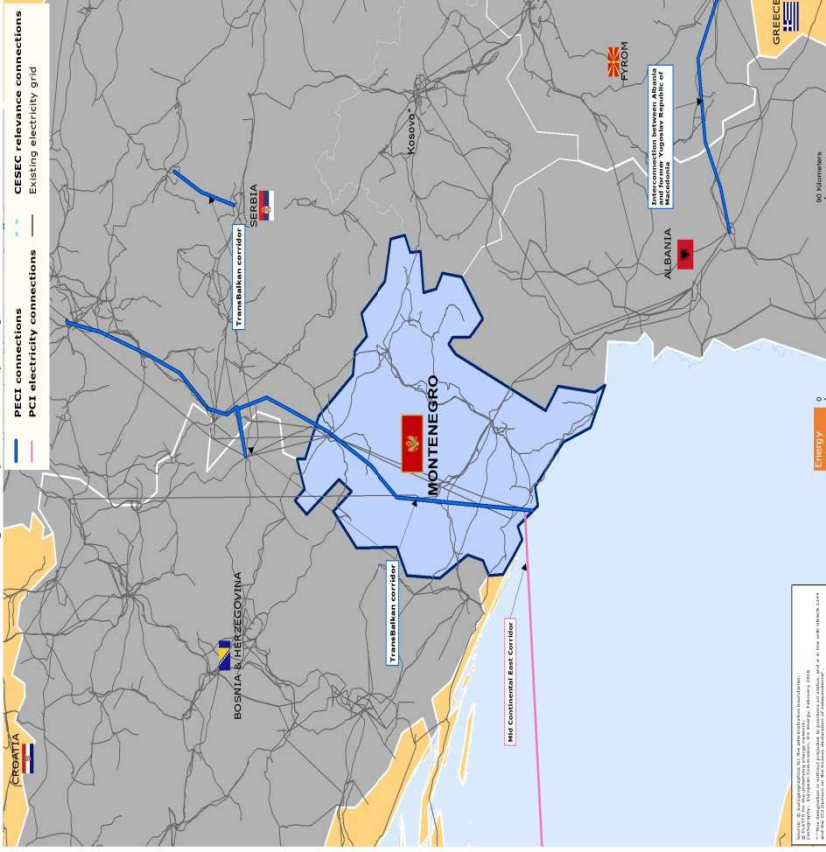 PECI connections
PCI electricity connections
CESEC relevance connections
Existing electricity grid
CROATIA
BOSNIA & HERZEGOVINA
SERBIA
TransBalkan corridor
Kosovo*
FYROM
GREECE
MONTENEGRO
TransBalkan corridor
Mid Continental East Corridor
ALBANIA
Interconnection between Albania
and former Yugoslav Republic of
Macedonia
Energy
0
90 Kilometers